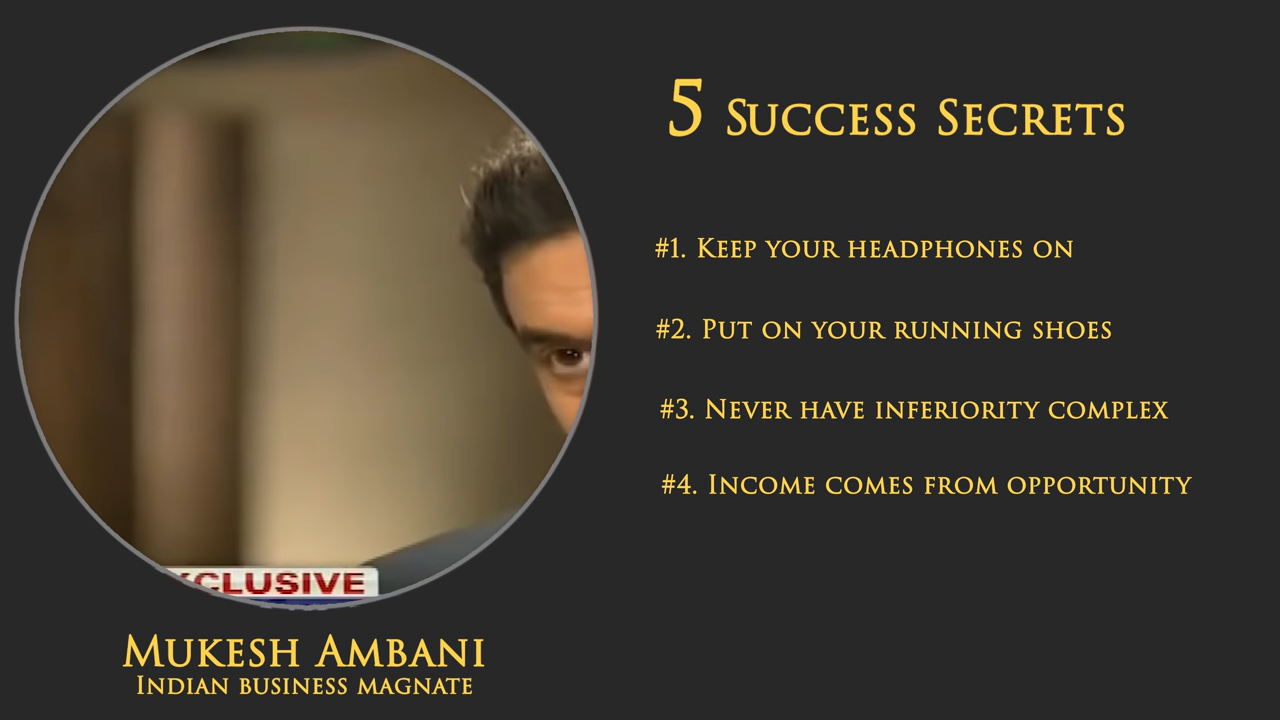 5 Success Secrets
#1. Keep your headphones on
#2. Put on your running shoes
#3. Never have inferiority complex
#4. Income comes from opportunity
XCLUSIVE
Mukesh Ambani
Indian business magnate